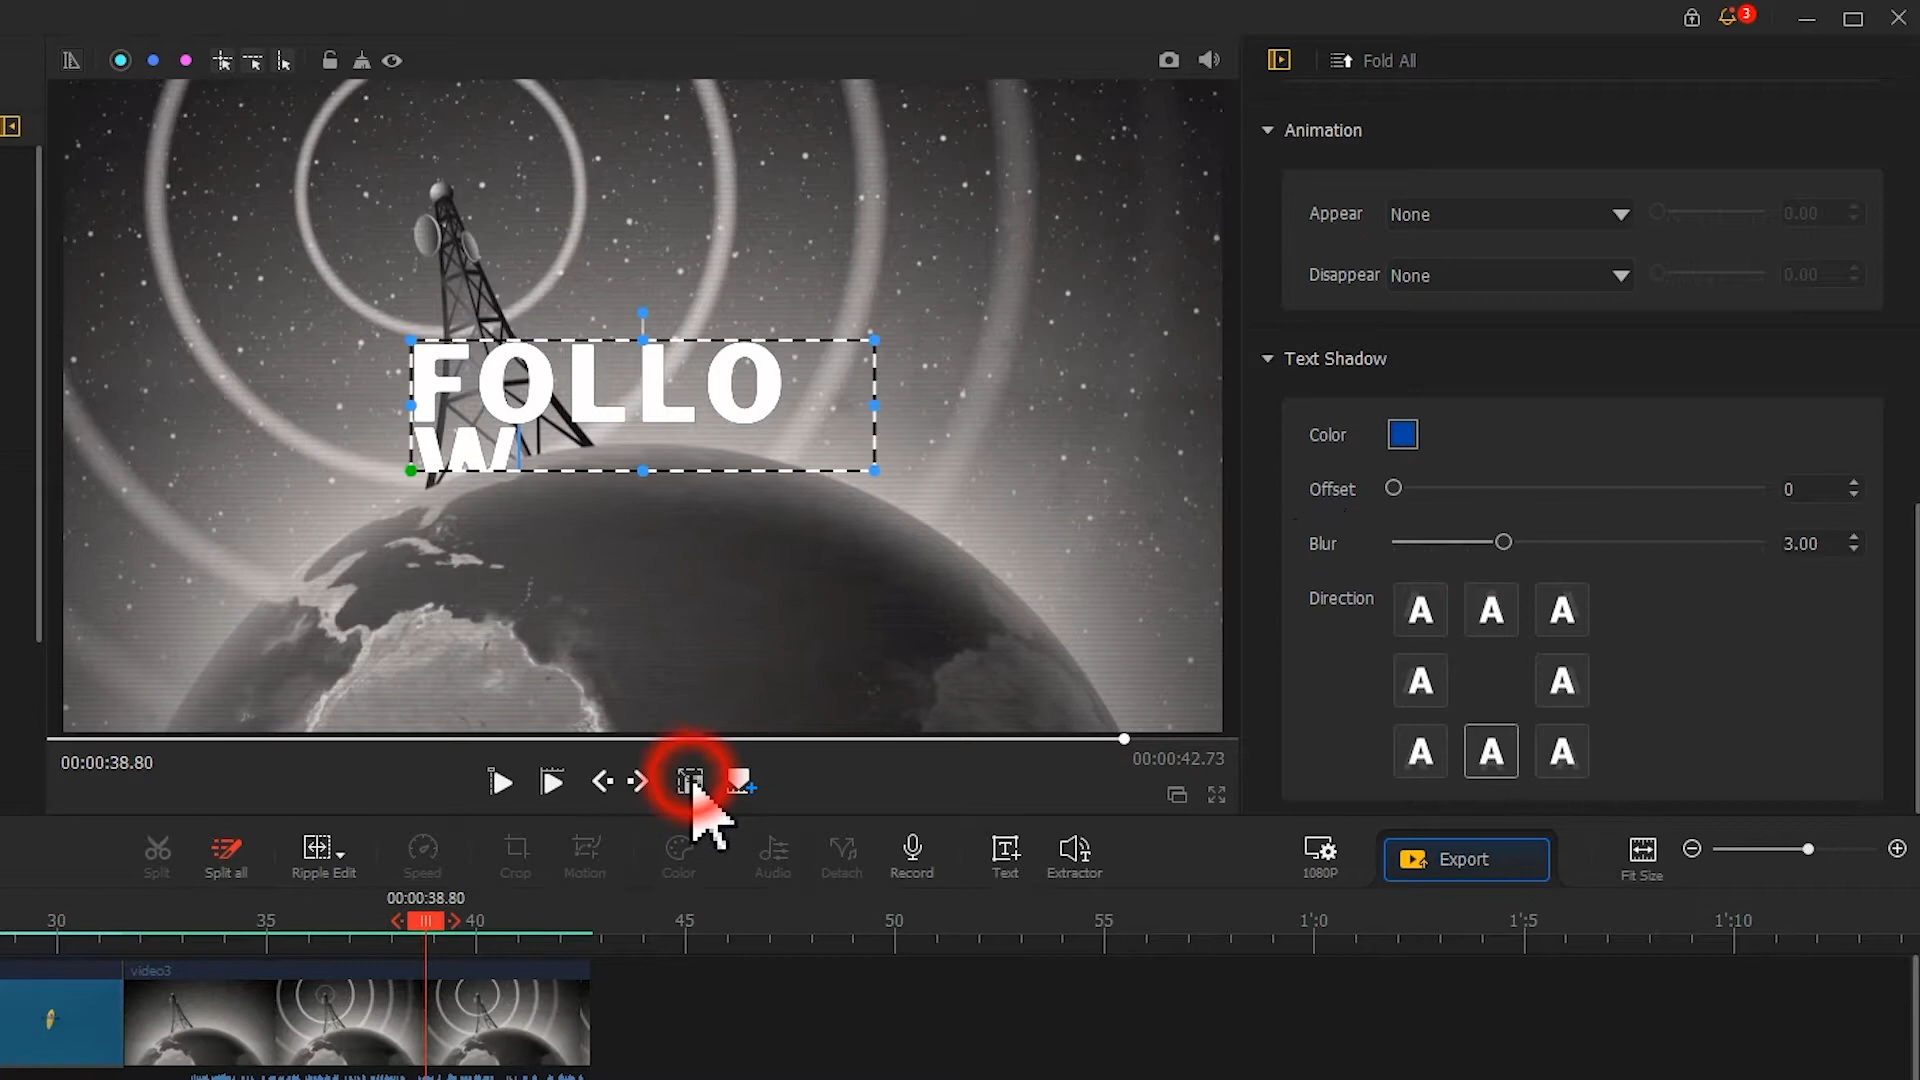 3
Fold All
Animation
Appear None 0.00
Disappear None 0.00
FOLLO
W
Text Shadow
Color
Offset 0
Blur 3.00
Direction
A A A
A A
A A A
00:00:38.80
00:00:42.73
Split Split all Ripple Edit Speed Crop Motion Color Audio Detach Record Text Extractor 1080P Export Fit Size
00:00:38.80
30 35 40 45 50 55 1':0 1':5 1':10
video3